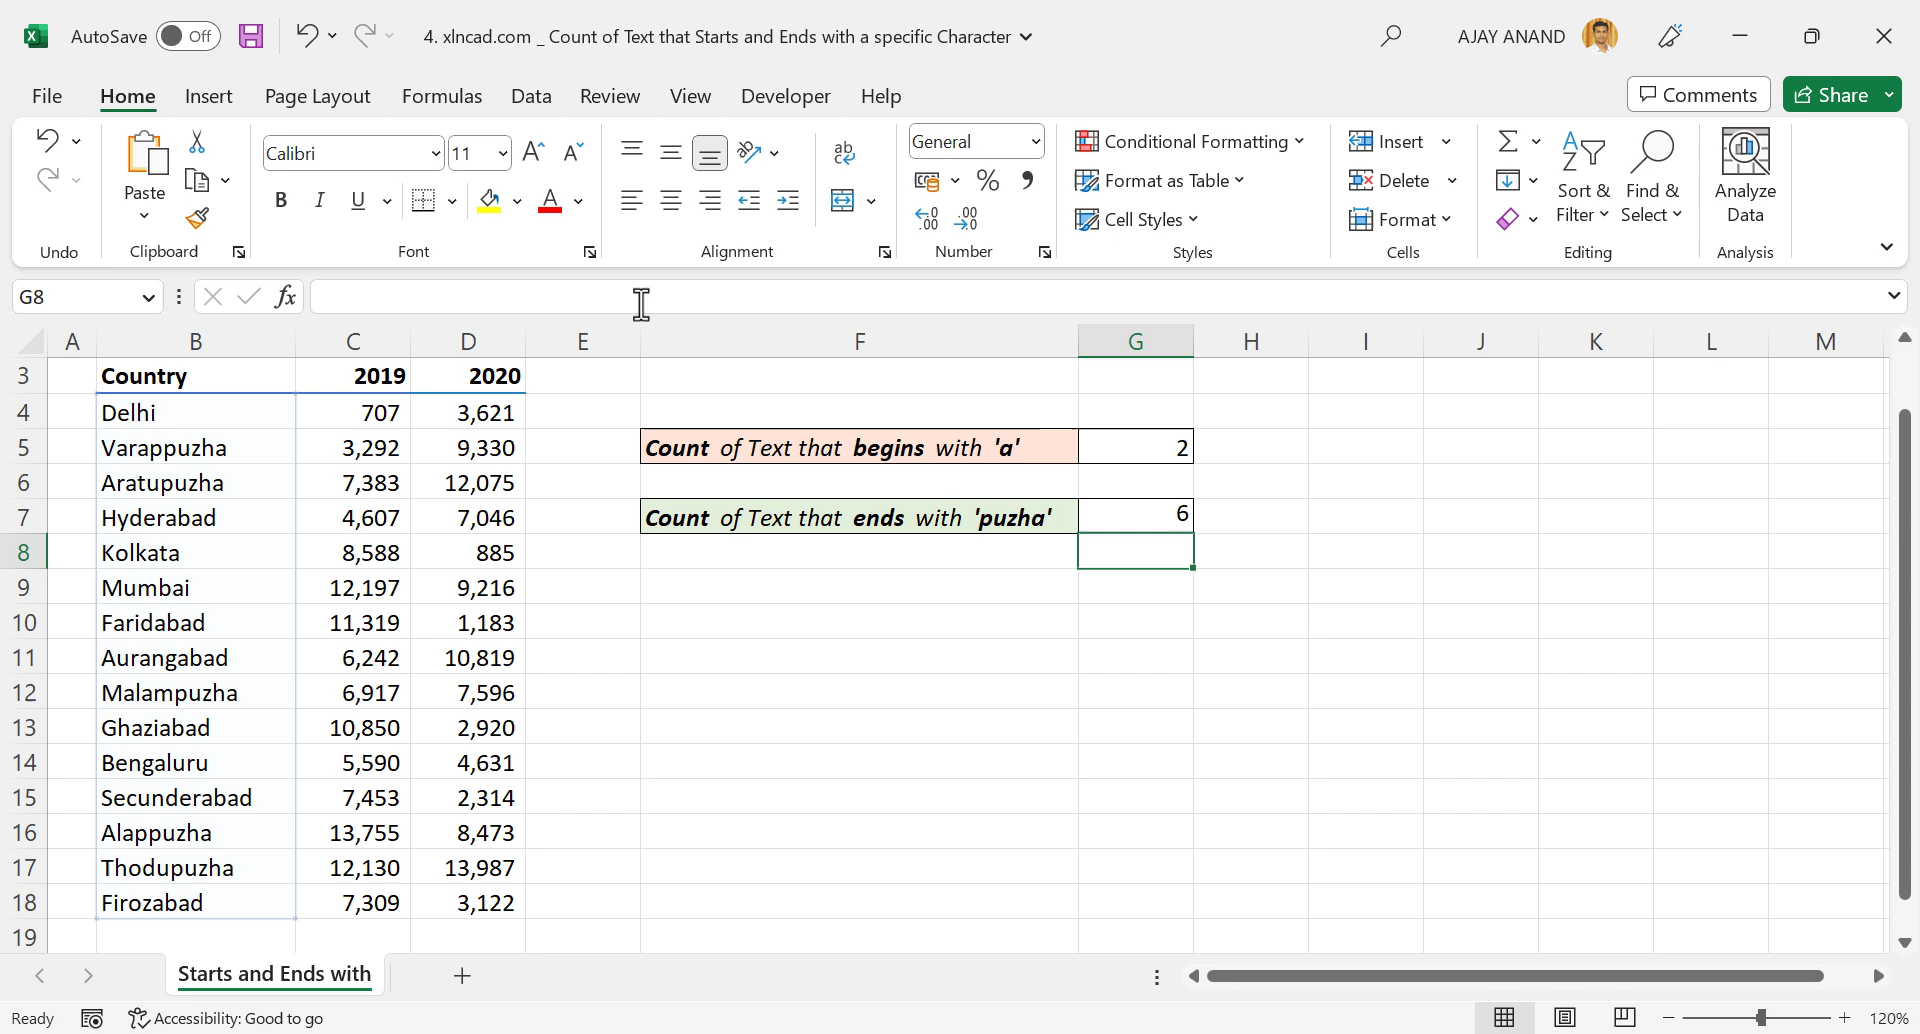 AutoSave Off 4. xlncad.com _ Count of Text that Starts and Ends with a specific Character AJAY ANAND
File Home Insert Page Layout Formulas Data Review View Developer Help Comments Share
Calibri 11 General Conditional Formatting Insert
Paste B I U ab Format as Table Delete Sort & Filter Find & Select Analyze Data
Cell Styles Format
Undo Clipboard Font Alignment Number Styles Cells Editing Analysis
G8 fx
A B C D E F G H I J K L M
3 Country 2019 2020
4 Delhi 707 3,621
5 Varappuzha 3,292 9,330 Count of Text that begins with 'a' 2
6 Aratupuzha 7,383 12,075
7 Hyderabad 4,607 7,046 Count of Text that ends with 'puzha' 6
8 Kolkata 8,588 885
9 Mumbai 12,197 9,216
10 Faridabad 11,319 1,183
11 Aurangabad 6,242 10,819
12 Malampuzha 6,917 7,596
13 Ghaziabad 10,850 2,920
14 Bengaluru 5,590 4,631
15 Secunderabad 7,453 2,314
16 Alappuzha 13,755 8,473
17 Thodupuzha 12,130 13,987
18 Firozabad 7,309 3,122
19
Starts and Ends with
Ready Accessibility: Good to go 120%